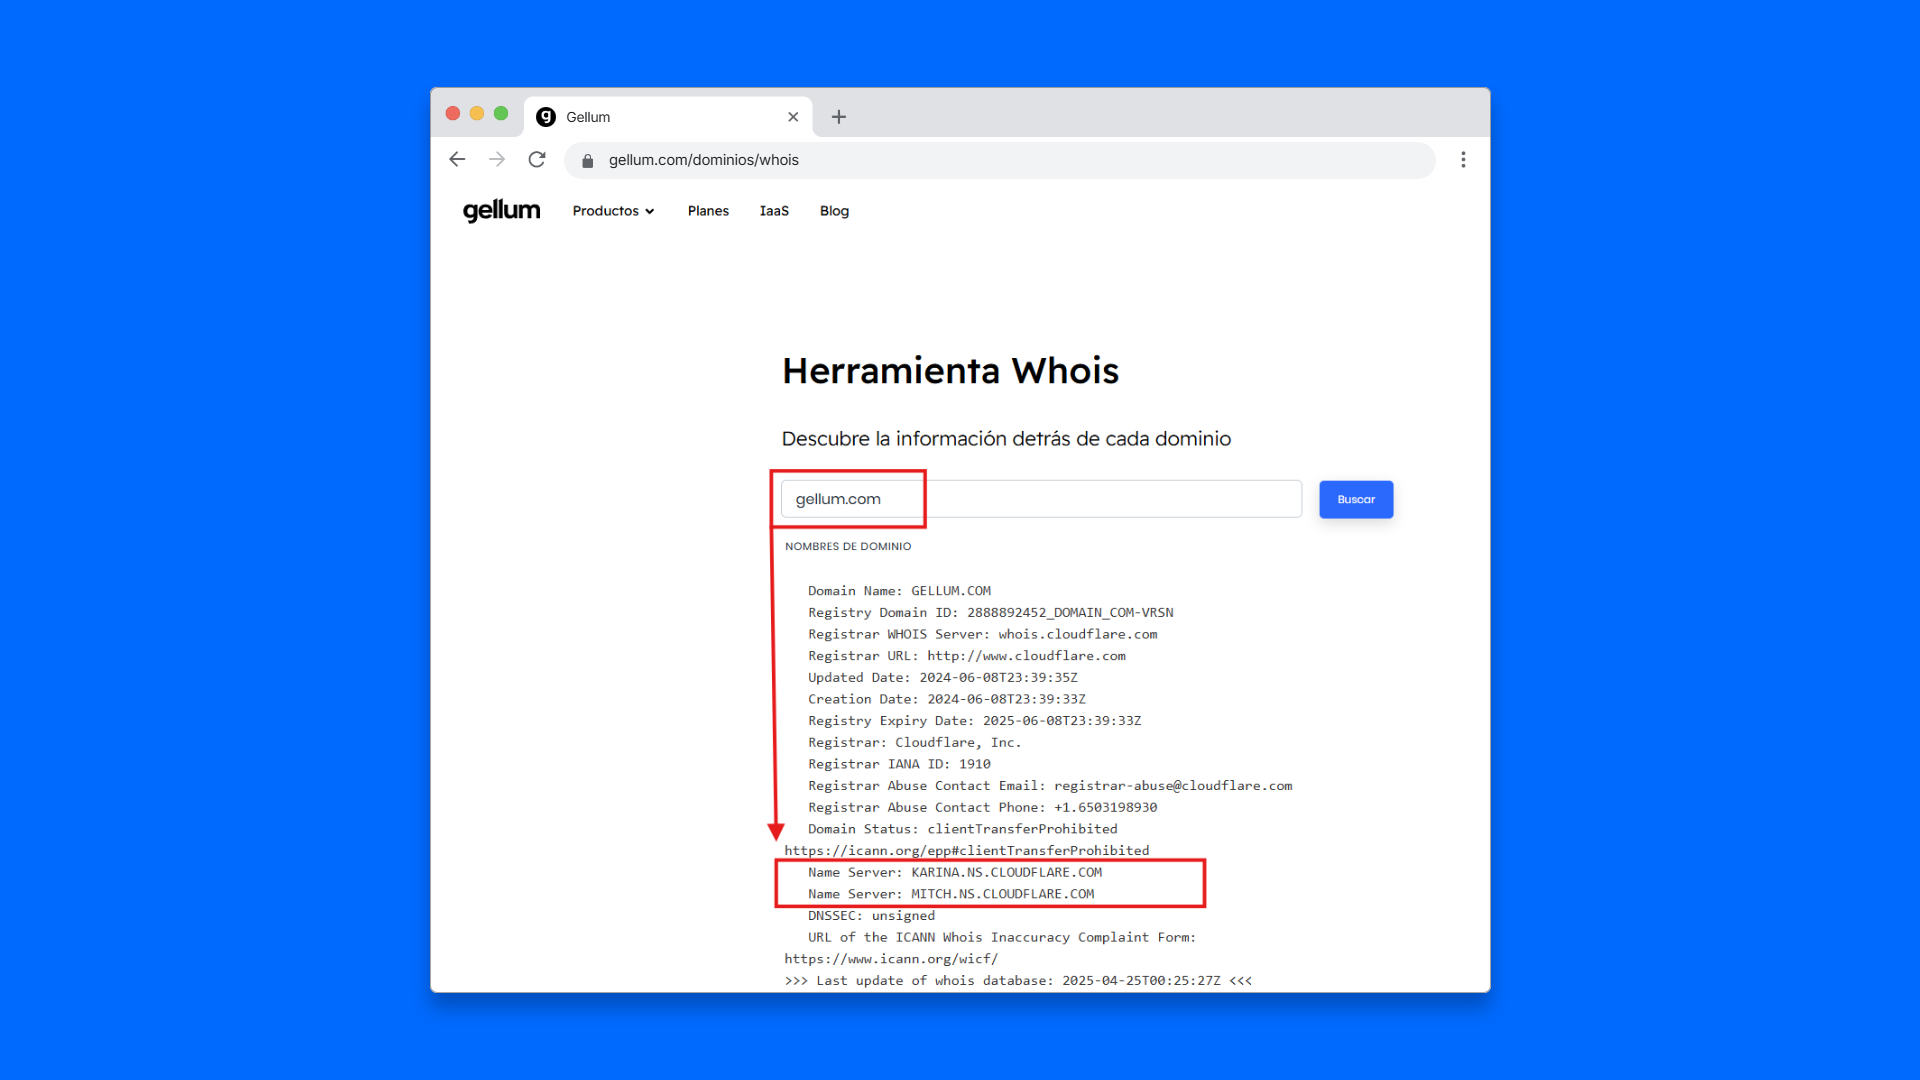 Gellum
gellum.com/dominios/whois
gellum Productos Planes IaaS Blog
Herramienta Whois
Descubre la información detrás de cada dominio
gellum.com Buscar
NOMBRES DE DOMINIO
Domain Name: GELLUM.COM
Registry Domain ID: 2888892452_DOMAIN_COM-VRSN
Registrar WHOIS Server: whois.cloudflare.com
Registrar URL: http://www.cloudflare.com
Updated Date: 2024-06-08T23:39:35Z
Creation Date: 2024-06-08T23:39:33Z
Registry Expiry Date: 2025-06-08T23:39:33Z
Registrar: Cloudflare, Inc.
Registrar IANA ID: 1910
Registrar Abuse Contact Email: registrar-abuse@cloudflare.com
Registrar Abuse Contact Phone: +1.6503198930
Domain Status: clientTransferProhibited
https://icann.org/epp#clientTransferProhibited
Name Server: KARINA.NS.CLOUDFLARE.COM
Name Server: MITCH.NS.CLOUDFLARE.COM
DNSSEC: unsigned
URL of the ICANN Whois Inaccuracy Complaint Form:
https://www.icann.org/wicf/
>>> Last update of whois database: 2025-04-25T00:25:27Z <<<